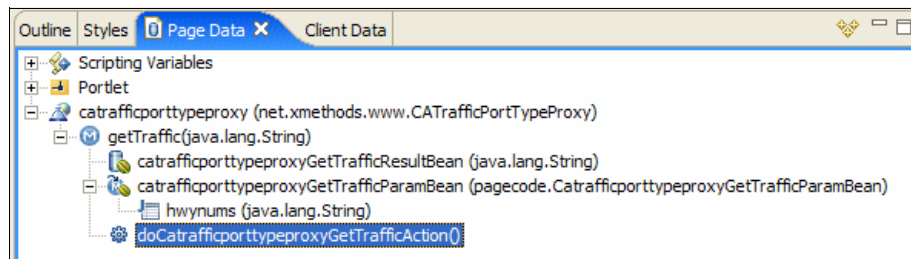 Outline Styles Page Data Client Data
Scripting Variables
Portlet
catrafficporttypeproxy (net.xmethods.www.CATrafficPortTypeProxy)
getTraffic(java.lang.String)
catrafficporttypeproxyGetTrafficResultBean (java.lang.String)
catrafficporttypeproxyGetTrafficParamBean (pagecode.CatrafficporttypeproxyGetTrafficParamBean)
hwynums (java.lang.String)
doCatrafficporttypeproxyGetTrafficAction()